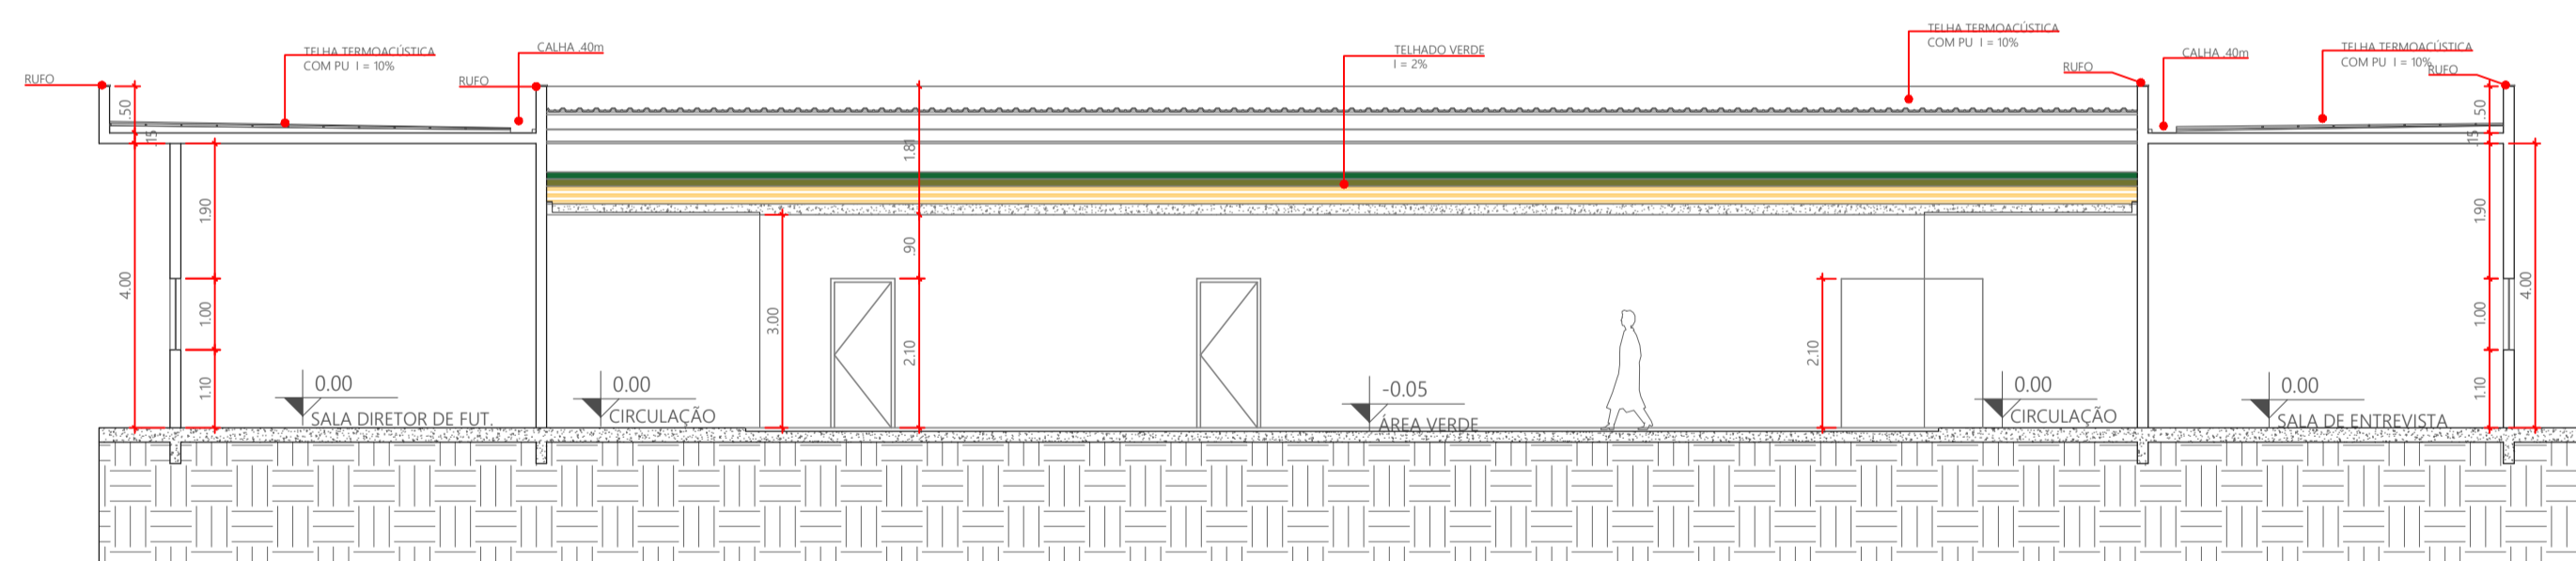 RUFO
TELHA TERMOACÚSTICA
COM PU I = 10%
CALHA .40m
RUFO
TELHADO VERDE
I = 2%
TELHA TERMOACÚSTICA
COM PU I = 10%
RUFO
CALHA .40m
TELHA TERMOACÚSTICA
COM PU I = 10%
RUFO
.50
.15
4.00
1.90
1.00
1.10
1.81
.90
2.10
3.00
2.10
.50
.15
1.90
1.00
1.10
4.00
0.00
SALA DIRETOR DE FUT.
0.00
CIRCULAÇÃO
-0.05
ÁREA VERDE
0.00
CIRCULAÇÃO
0.00
SALA DE ENTREVISTA